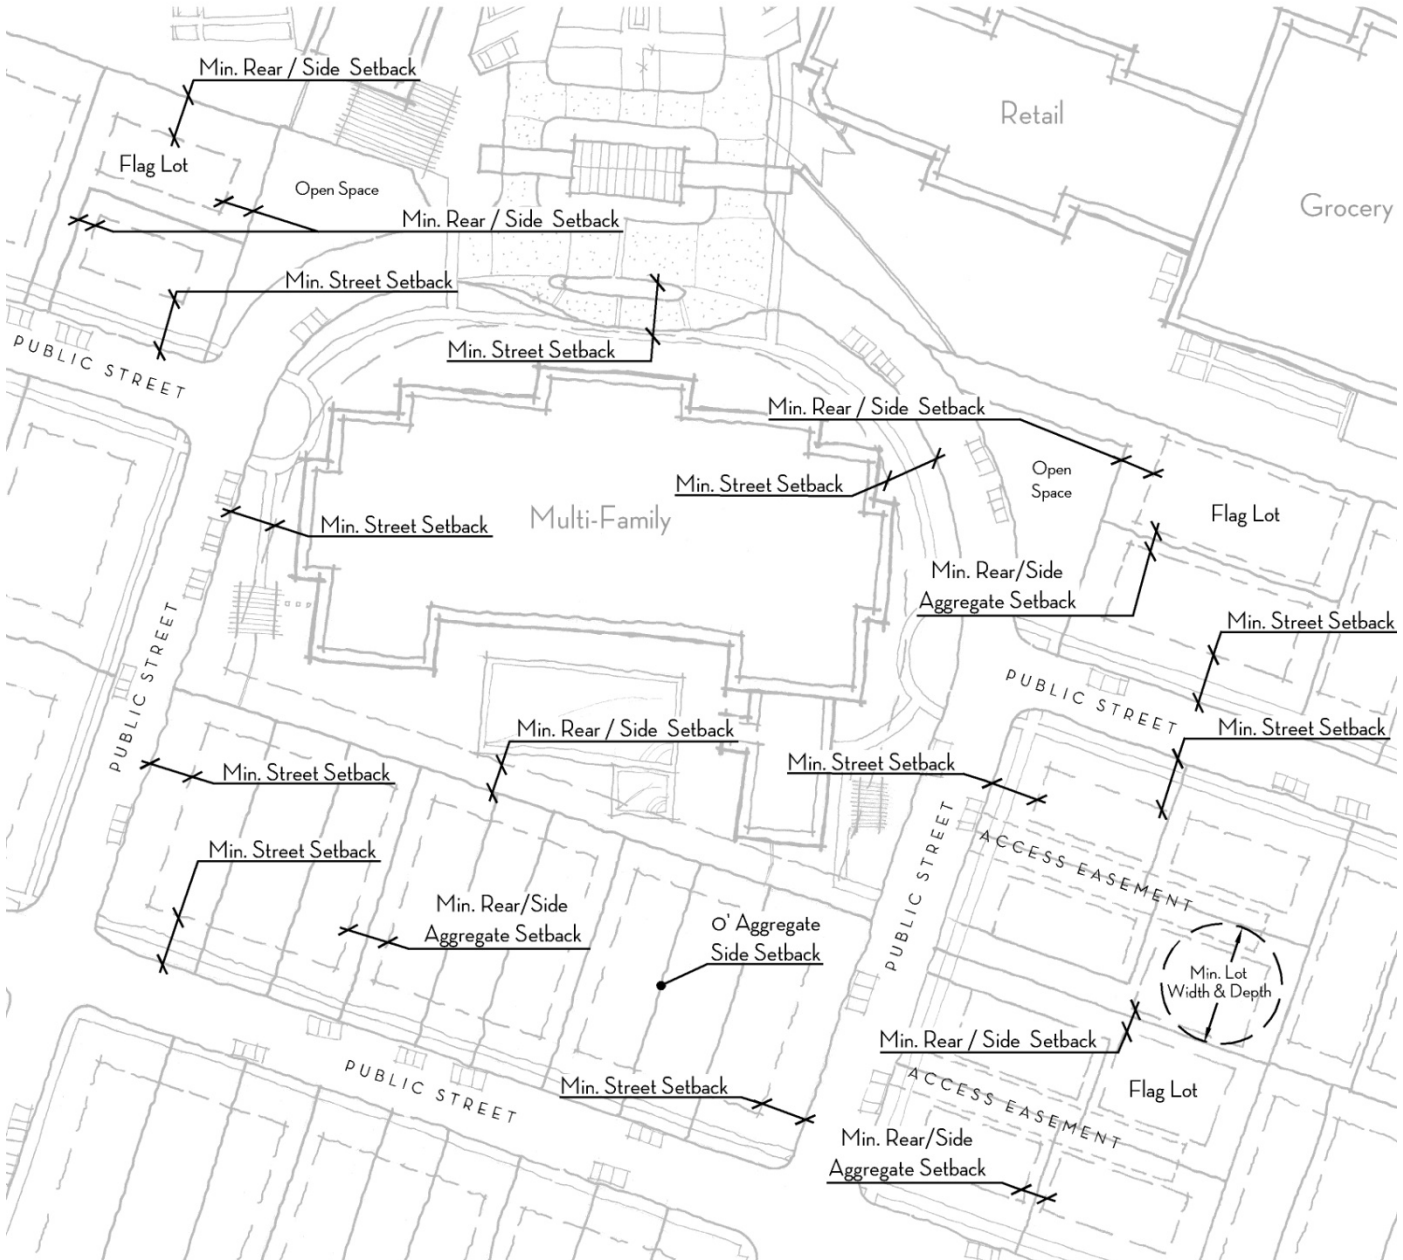 Min. Rear / Side Setback
Retail
Flag Lot
Open Space
Grocery
Min. Rear / Side Setback
Min. Street Setback
PUBLIC STREET
Min. Street Setback
Min. Rear / Side Setback
Open
Space
Min. Street Setback
Multi-Family
Flag Lot
Min. Street Setback
Min. Rear/Side
Aggregate Setback
Min. Street Setback
PUBLIC STREET
PUBLIC STREET
Min. Rear / Side Setback
Min. Street Setback
Min. Street Setback
Min. Street Setback
Min. Street Setback
ACCESS EASEMENT
PUBLIC STREET
Min. Rear/Side
Aggregate Setback
O' Aggregate
Side Setback
Min. Lot
Width & Depth
Min. Rear / Side Setback
PUBLIC STREET
Min. Street Setback
ACCESS EASEMENT
Flag Lot
Min. Rear/Side
Aggregate Setback